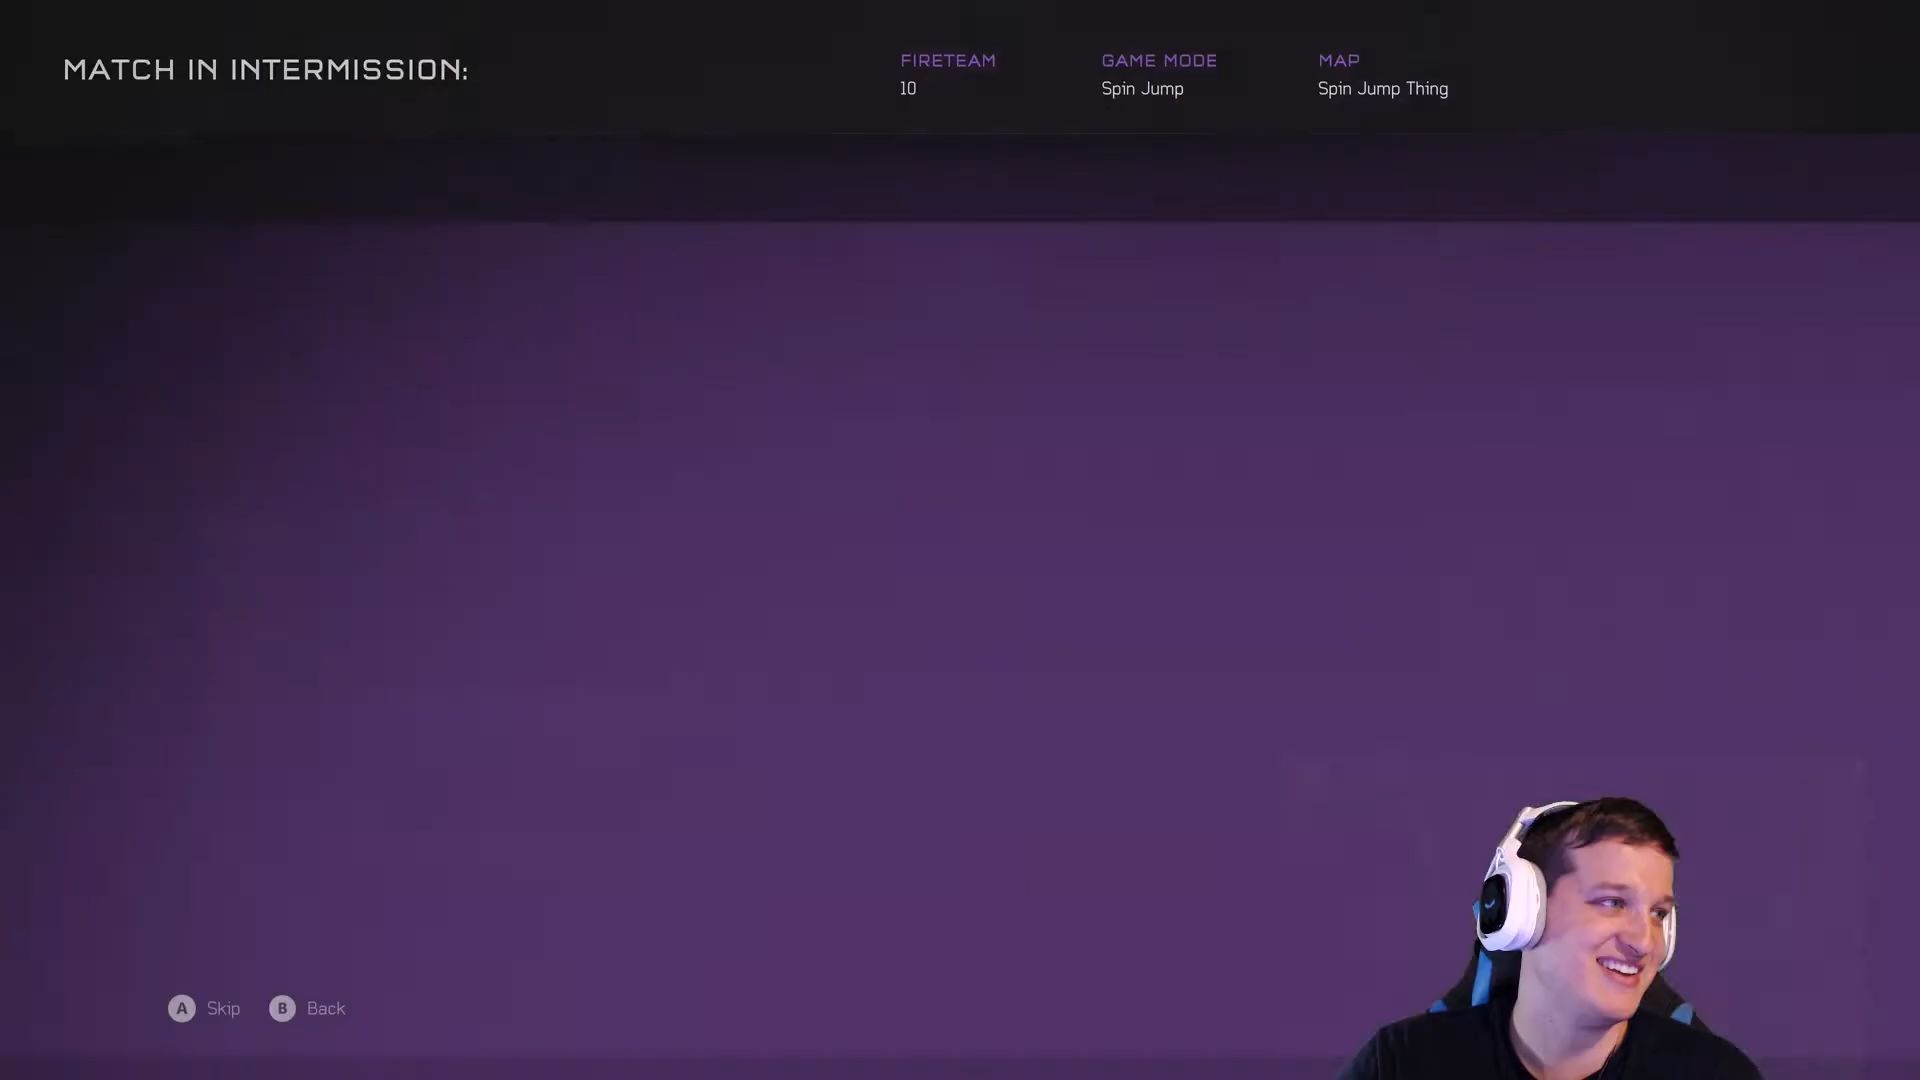 MATCH IN INTERMISSION:
FIRETEAM
10
GAME MODE
Spin Jump
MAP
Spin Jump Thing
A Skip B Back